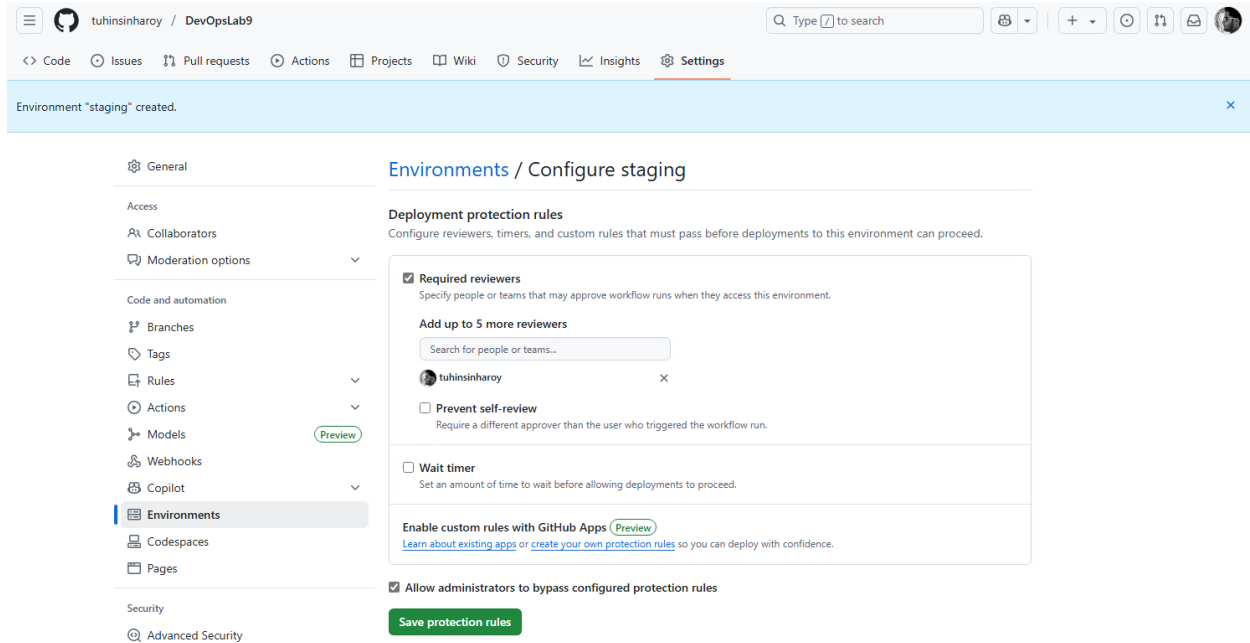 tuhinsinharoy / DevOpsLab9
Type / to search
Code Issues Pull requests Actions Projects Wiki Security Insights Settings
Environment "staging" created.
General
Access
Collaborators
Moderation options
Code and automation
Branches
Tags
Rules
Actions
Models Preview
Webhooks
Copilot
Environments
Codespaces
Pages
Security
Advanced Security
Environments / Configure staging
Deployment protection rules
Configure reviewers, timers, and custom rules that must pass before deployments to this environment can proceed.
Required reviewers
Specify people or teams that may approve workflow runs when they access this environment.
Add up to 5 more reviewers
Search for people or teams...
tuhinsinharoy
Prevent self-review
Require a different approver than the user who triggered the workflow run.
Wait timer
Set an amount of time to wait before allowing deployments to proceed.
Enable custom rules with GitHub Apps Preview
Learn about existing apps or create your own protection rules so you can deploy with confidence.
Allow administrators to bypass configured protection rules
Save protection rules